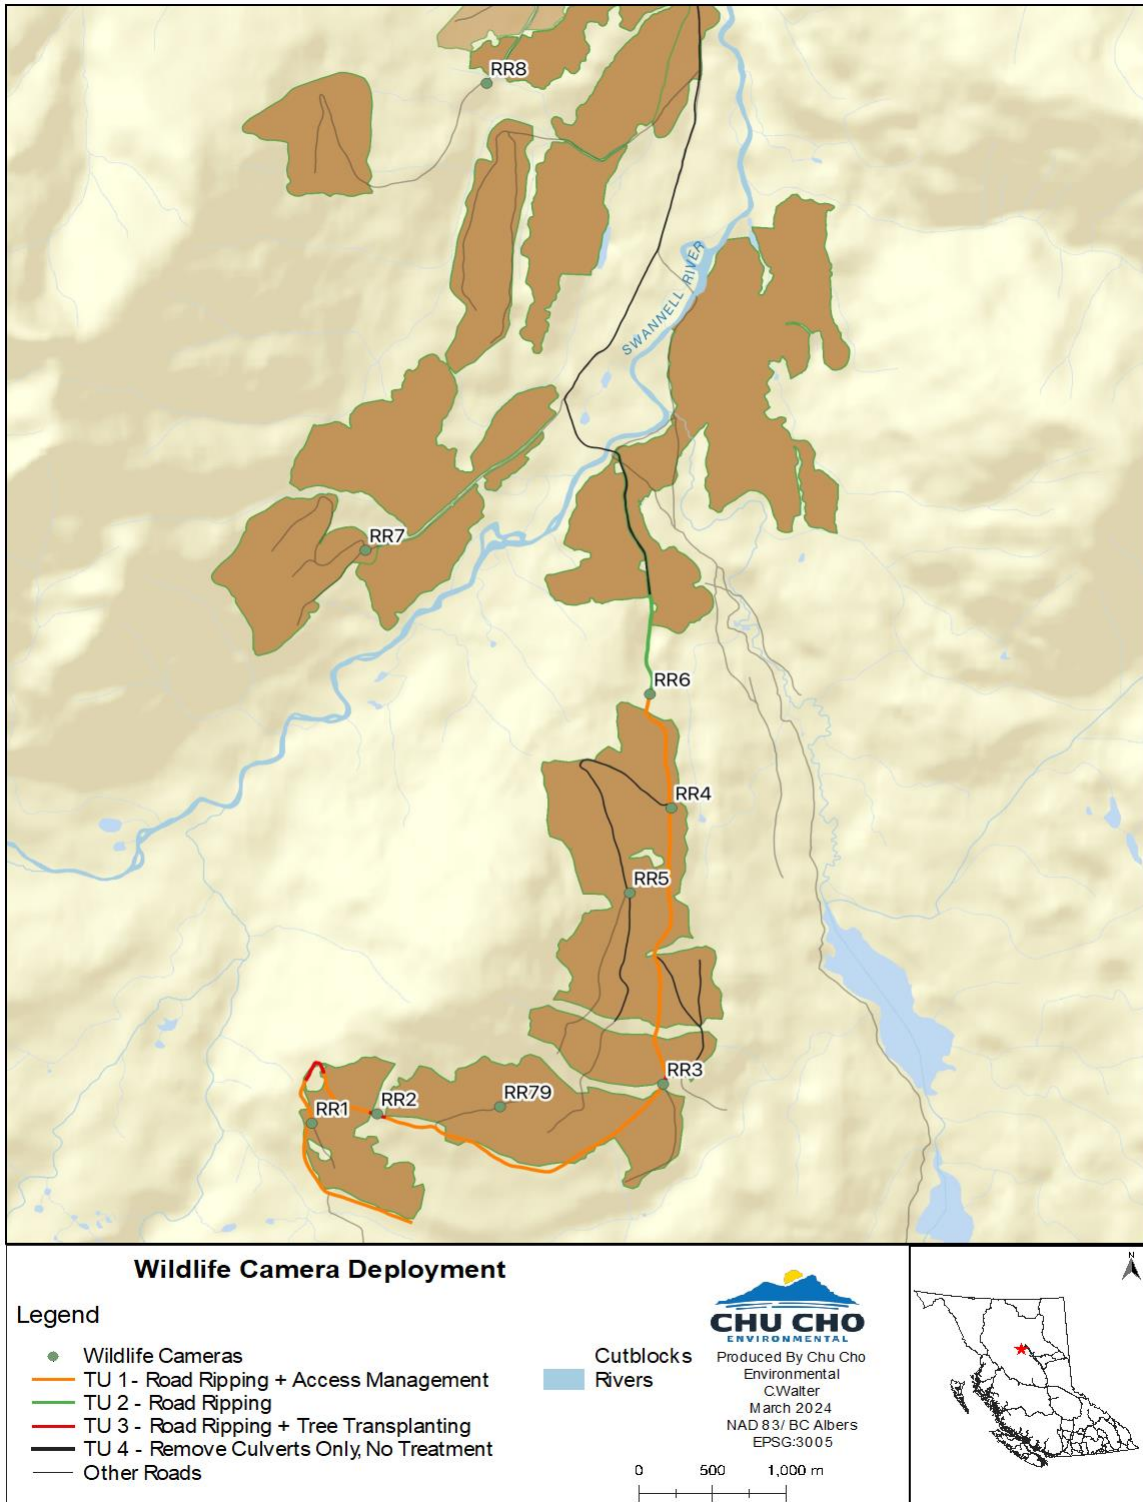 RR8
SWANNELL RIVER
RR7
RR6
RR4
RR5
RR3
RR79
RR2
RR1
Wildlife Camera Deployment
Legend
Wildlife Cameras
TU 1- Road Ripping + Access Management
TU 2 - Road Ripping
TU 3 - Road Ripping + Tree Transplanting
TU 4 - Remove Culverts Only, No Treatment
Other Roads
Cutblocks
Rivers
CHU CHO
ENVIRONMENTAL
Produced By Chu Cho
Environmental
C.Walter
March 2024
NAD 83/ BC Albers
EPSG:3005
0 500 1,000 m
N